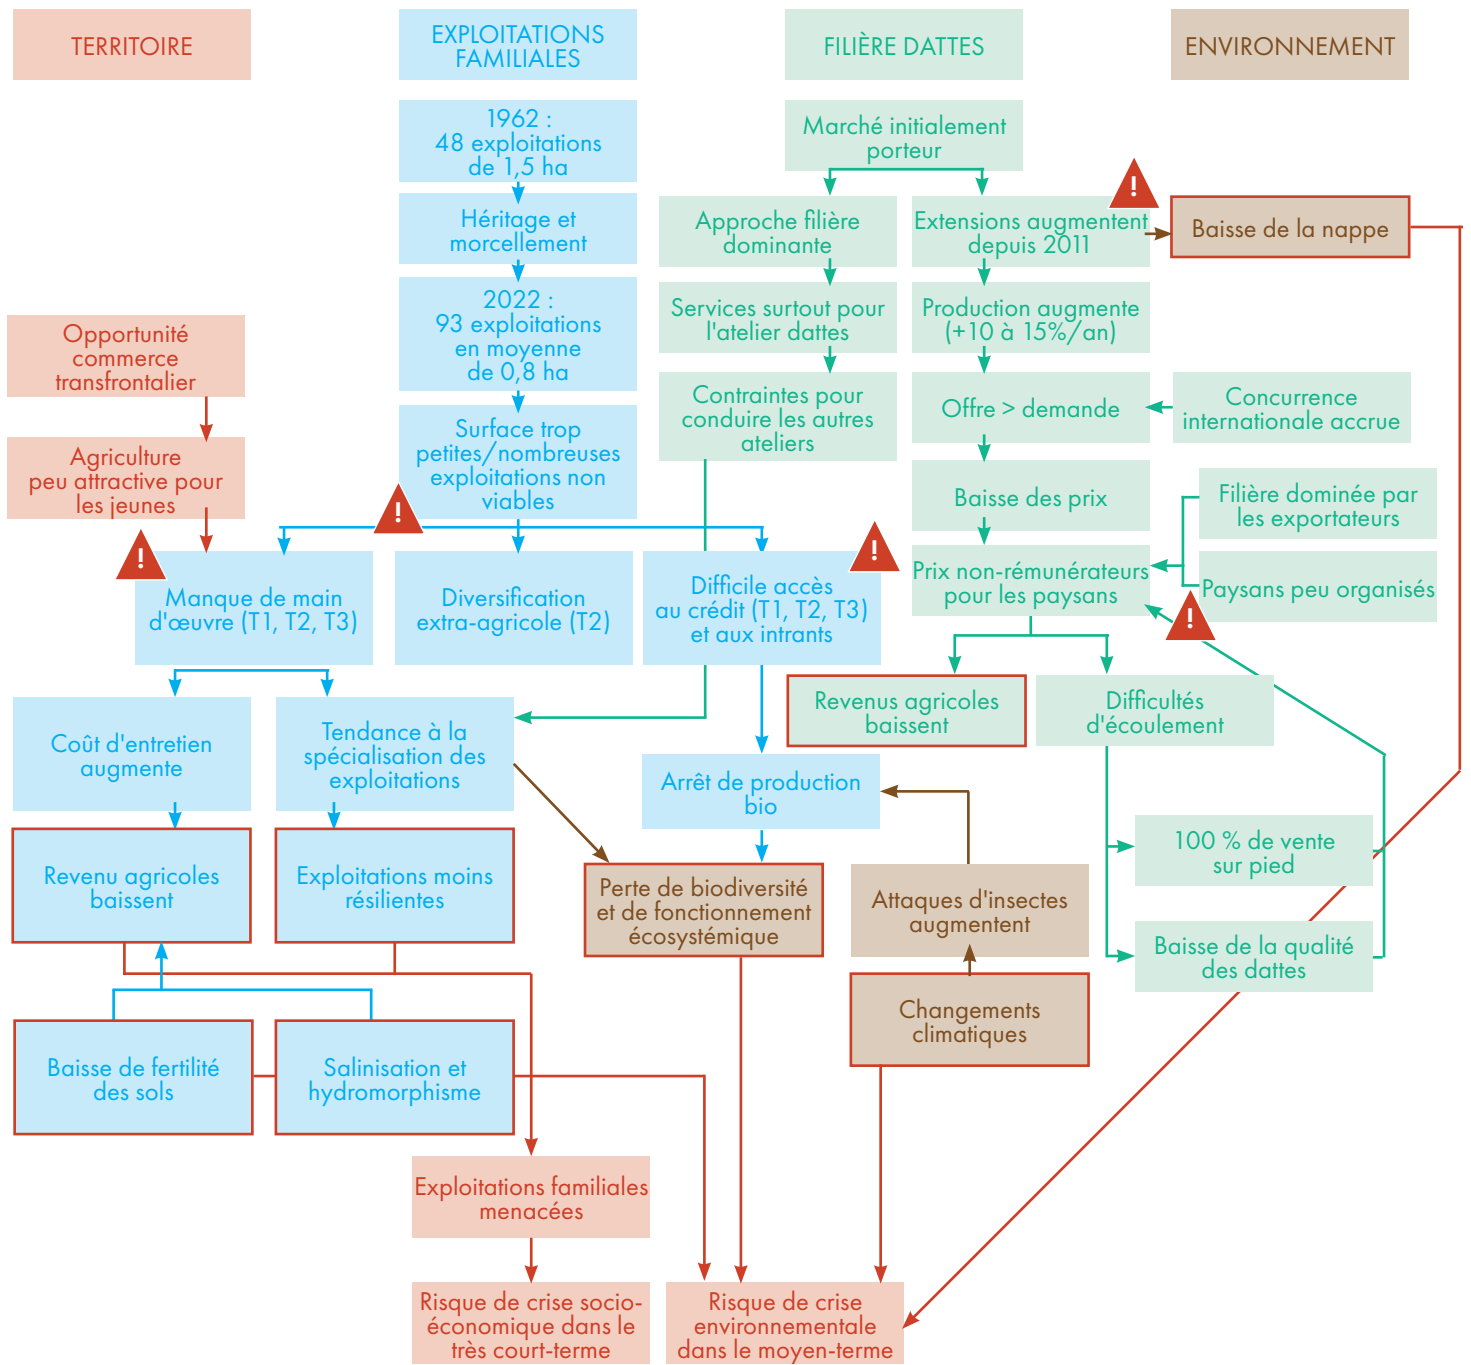 TERRITOIRE
EXPLOITATIONS
FAMILIALES
FILIÈRE DATTES
ENVIRONNEMENT
1962 :
48 exploitations
de 1,5 ha
Marché initialement
porteur
Héritage et
morcellement
Approche filière
dominante
!
Extensions augmentent
depuis 2011
Baisse de la nappe
2022 :
93 exploitations
en moyenne
de 0,8 ha
Services surtout pour
l'atelier dattes
Production augmente
(+10 à 15%/an)
Opportunité
commerce
transfrontalier
Contraintes pour
conduire les autres
ateliers
Offre > demande
Concurrence
internationale accrue
Agriculture
peu attractive pour
les jeunes
Surface trop
petites/nombreuses
exploitations non
viables
!
Baisse des prix
Filière dominée par
les exportateurs
!
Manque de main
d'œuvre (T1, T2, T3)
Diversification
extra-agricole (T2)
!
Difficile accès
au crédit (T1, T2, T3)
et aux intrants
Prix non-rémunérateurs
pour les paysans
Paysans peu organisés
!
Coût d'entretien
augmente
Tendance à la
spécialisation des
exploitations
Arrêt de production
bio
Revenus agricoles
baissent
Difficultés
d'écoulement
Revenu agricoles
baissent
Exploitations moins
résilientes
Perte de biodiversité
et de fonctionnement
écosystémique
Attaques d'insectes
augmentent
100 % de vente
sur pied
Baisse de la qualité
des dattes
Changements
climatiques
Baisse de fertilité
des sols
Salinisation et
hydromorphisme
Exploitations familiales
menacées
Risque de crise socio-
économique dans le
très court-terme
Risque de crise
environnementale
dans le moyen-terme